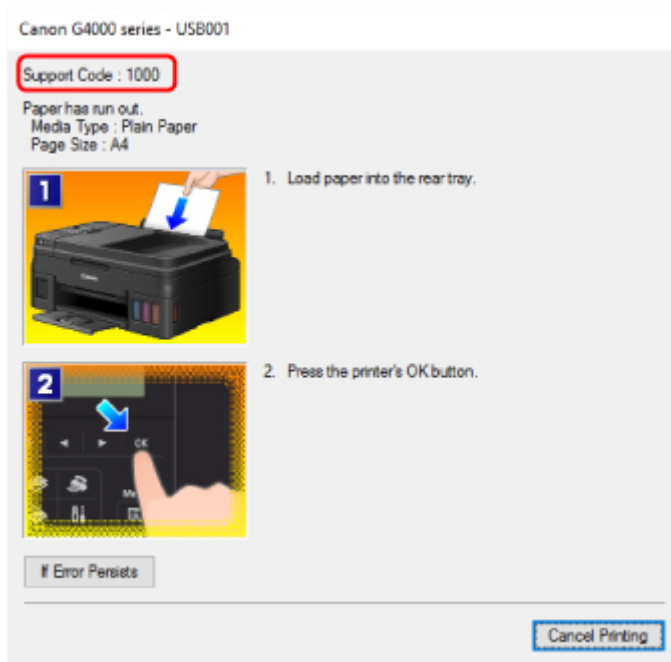 Canon G4000 series - USB001
Support Code : 1000
Paper has run out.
Media Type : Plain Paper
Page Size : A4
1
1. Load paper into the rear tray.
Canon
2
2. Press the printer's OK button.
OK
If Error Persists
Cancel Printing